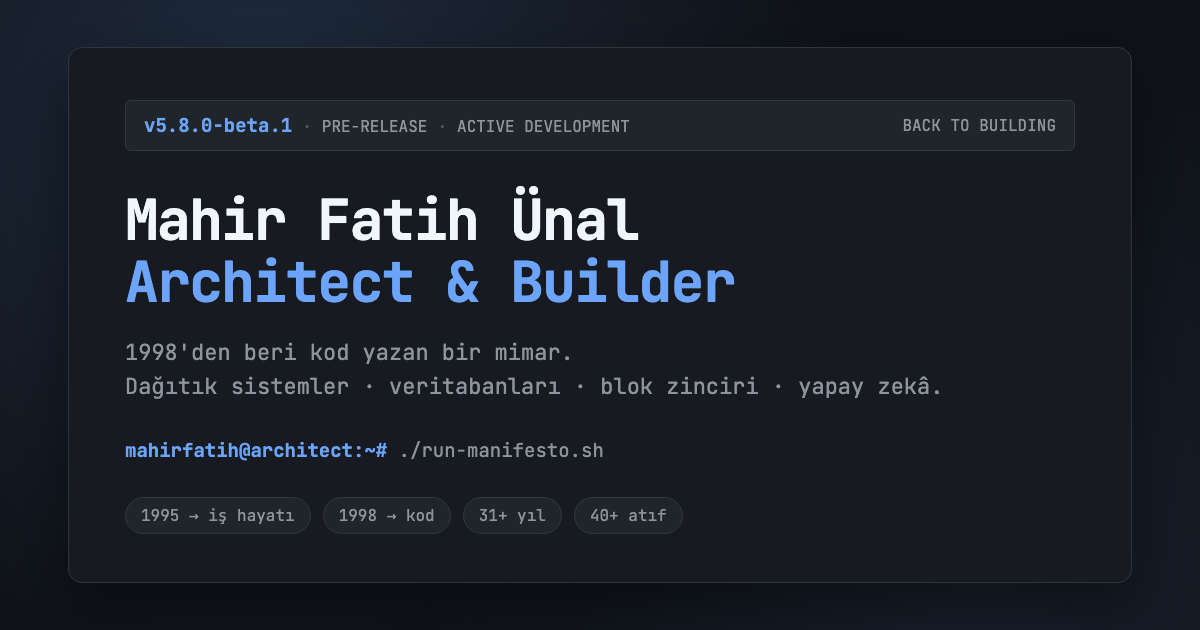 v5.8.0-beta.1 · PRE-RELEASE · ACTIVE DEVELOPMENT BACK TO BUILDING
Mahir Fatih Ünal
Architect & Builder
1998'den beri kod yazan bir mimar.
Dağıtık sistemler · veritabanları · blok zinciri · yapay zekâ.
mahirfatih@architect:~# ./run-manifesto.sh
1995 → iş hayatı 1998 → kod 31+ yıl 40+ atıf